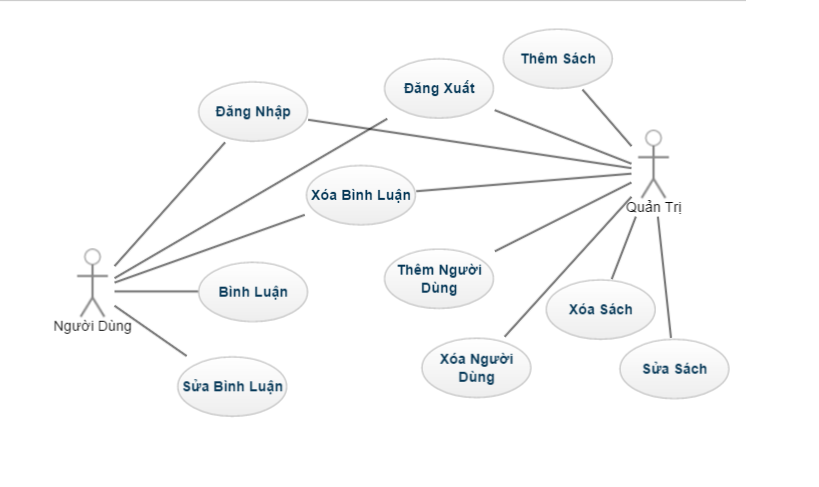 Thêm Sách
Đăng Xuất
Đăng Nhập
Xóa Bình Luận
Quản Trị
Thêm Người
Dùng
Bình Luận
Xóa Sách
Người Dùng
Xóa Người
Dùng
Sửa Sách
Sửa Bình Luận